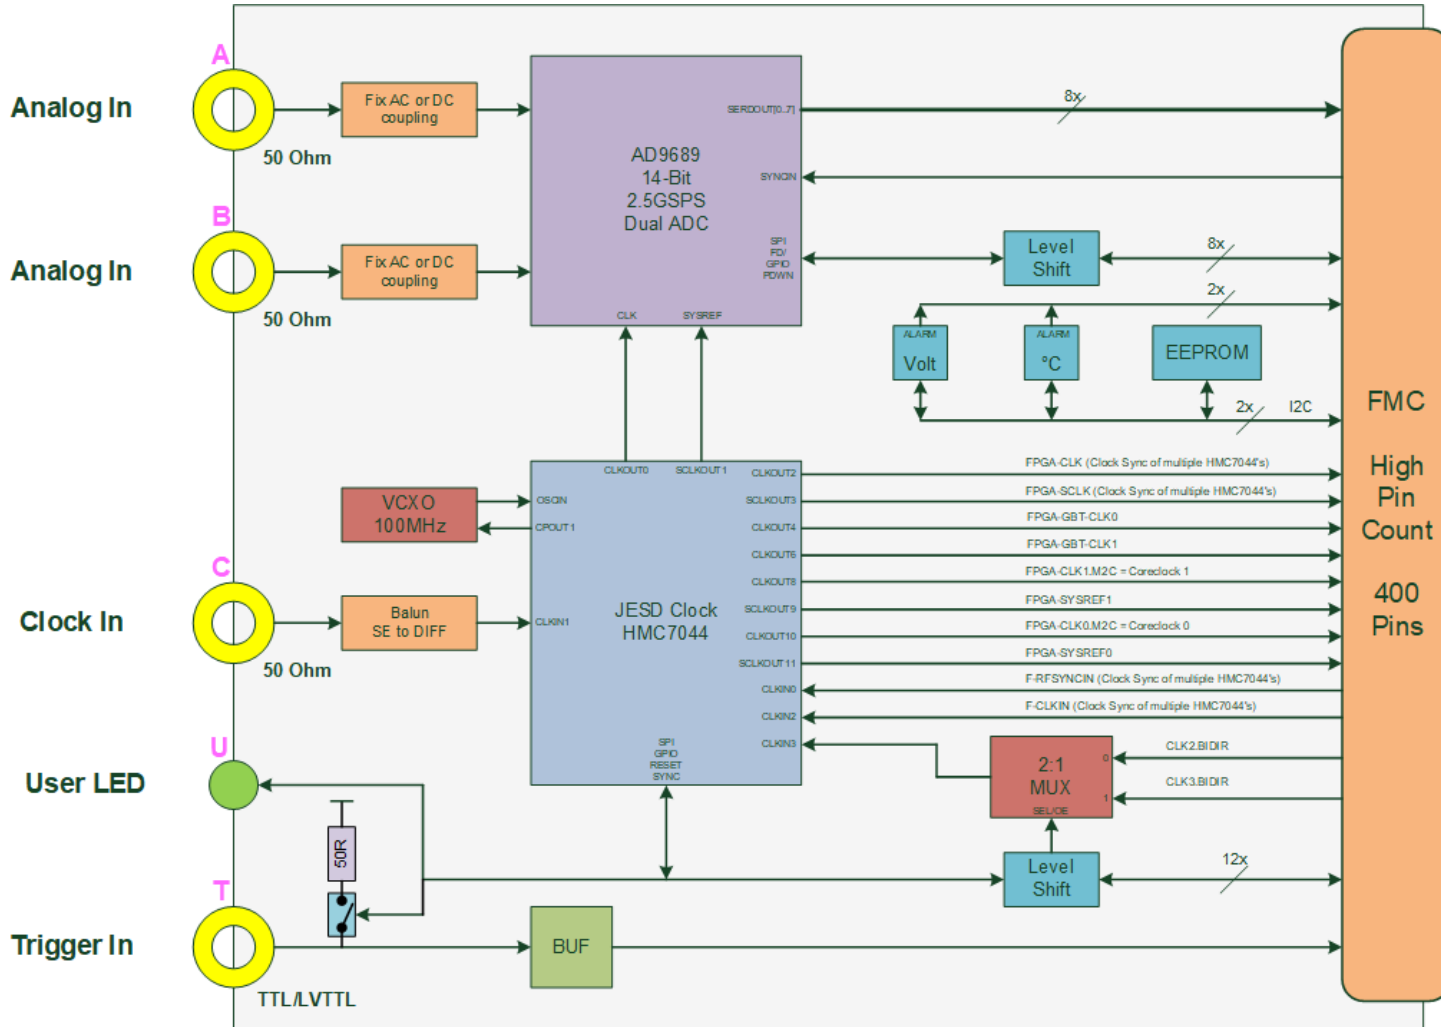 A
Analog In
50 Ohm
Fix AC or DC
coupling
B
Analog In
50 Ohm
Fix AC or DC
coupling
AD9689
14-Bit
2.5GSPS
Dual ADC
SERDOUT[0..7]
SYNCIN
SPI
FD/
GPIO
PDWN
CLK
SYSREF
8x
Level
Shift
8x
2x
ALARM
Volt
ALARM
°C
EEPROM
2x
I2C
FMC
High
Pin
Count
400
Pins
VCXO
100MHz
C
Clock In
50 Ohm
Balun
SE to DIFF
CLKOUT0
SCLKOUT1
OSCIN
CPOUT1
CLKIN1
JESD Clock
HMC7044
CLKOUT2
SCLKOUT3
CLKOUT4
CLKOUT6
CLKOUT8
SCLKOUT9
CLKOUT10
SCLKOUT11
CLKIN0
CLKIN2
CLKIN3
SPI
GPIO
RESET
SYNC
FPGA-CLK (Clock Sync of multiple HMC7044's)
FPGA-SCLK (Clock Sync of multiple HMC7044's)
FPGA-GBT-CLK0
FPGA-GBT-CLK1
FPGA-CLK1.M2C = Coreclock 1
FPGA-SYSREF1
FPGA-CLK0.M2C = Coreclock 0
FPGA-SYSREF0
F-RFSYNCIN (Clock Sync of multiple HMC7044's)
F-CLKIN (Clock Sync of multiple HMC7044's)
2:1
MUX
0
1
SEL/OE
CLK2.BIDIR
CLK3.BIDIR
Level
Shift
12x
U
User LED
50R
T
Trigger In
TTL/LVTTL
BUF